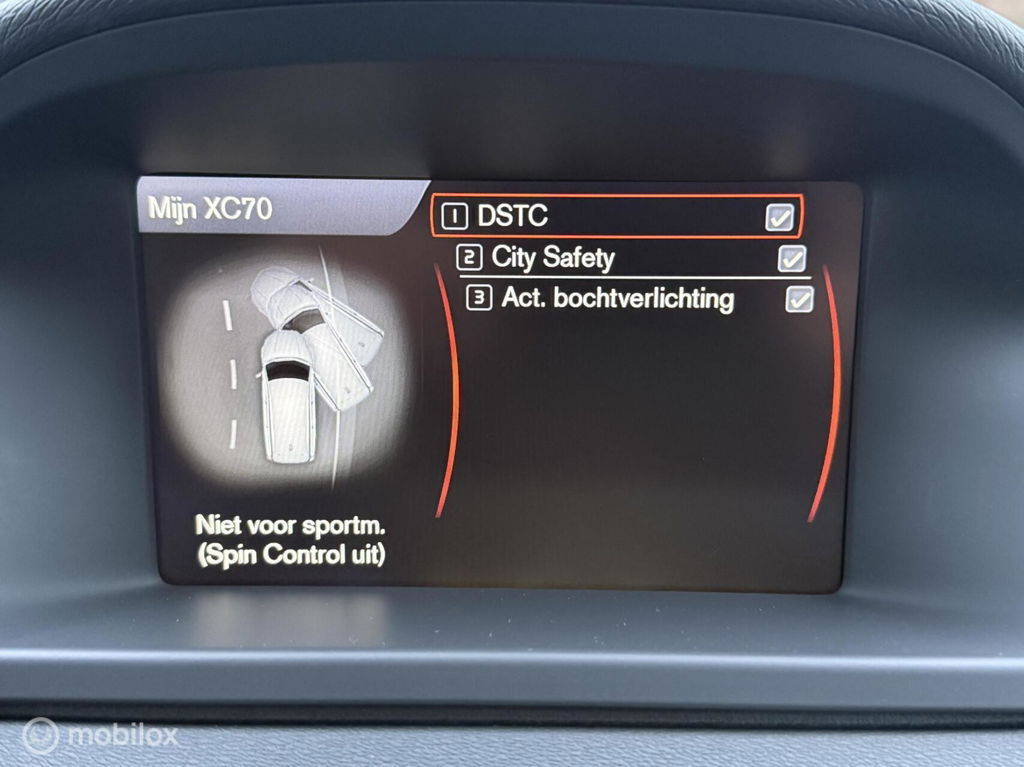 Mijn XC70
1 DSTC
2 City Safety
3 Act. bochtverlichting
Niet voor sportm.
(Spin Control uit)
mobilox